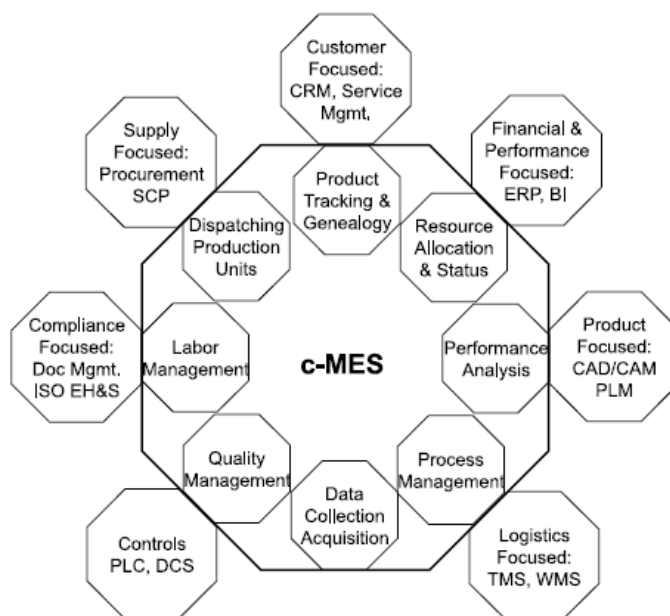 Customer
Focused:
CRM, Service
Mgmt.
Supply
Focused:
Procurement
SCP
Financial &
Performance
Focused:
ERP, BI
Product
Tracking &
Genealogy
Dispatching
Production
Units
Resource
Allocation
& Status
Compliance
Focused:
Doc Mgmt.
ISO EH&S
Labor
Management
c-MES
Performance
Analysis
Product
Focused:
CAD/CAM
PLM
Quality
Management
Process
Management
Data
Collection
Acquisition
Controls
PLC, DCS
Logistics
Focused:
TMS, WMS